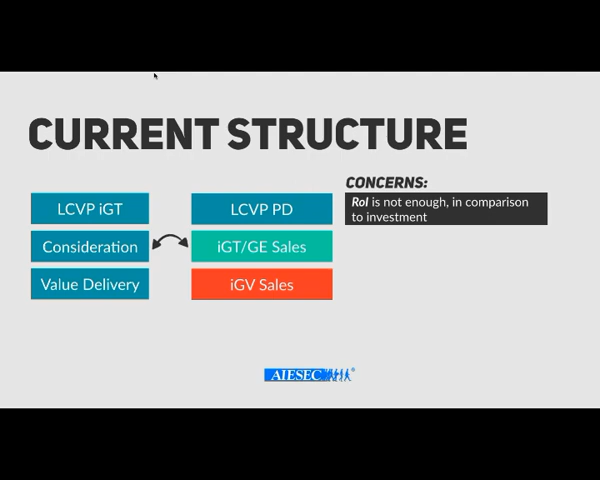 CURRENT STRUCTURE
CONCERNS:
LCVP iGT
LCVP PD
RoI is not enough, in comparison
to investment
Consideration
iGT/GE Sales
Value Delivery
iGV Sales
AIESEC®